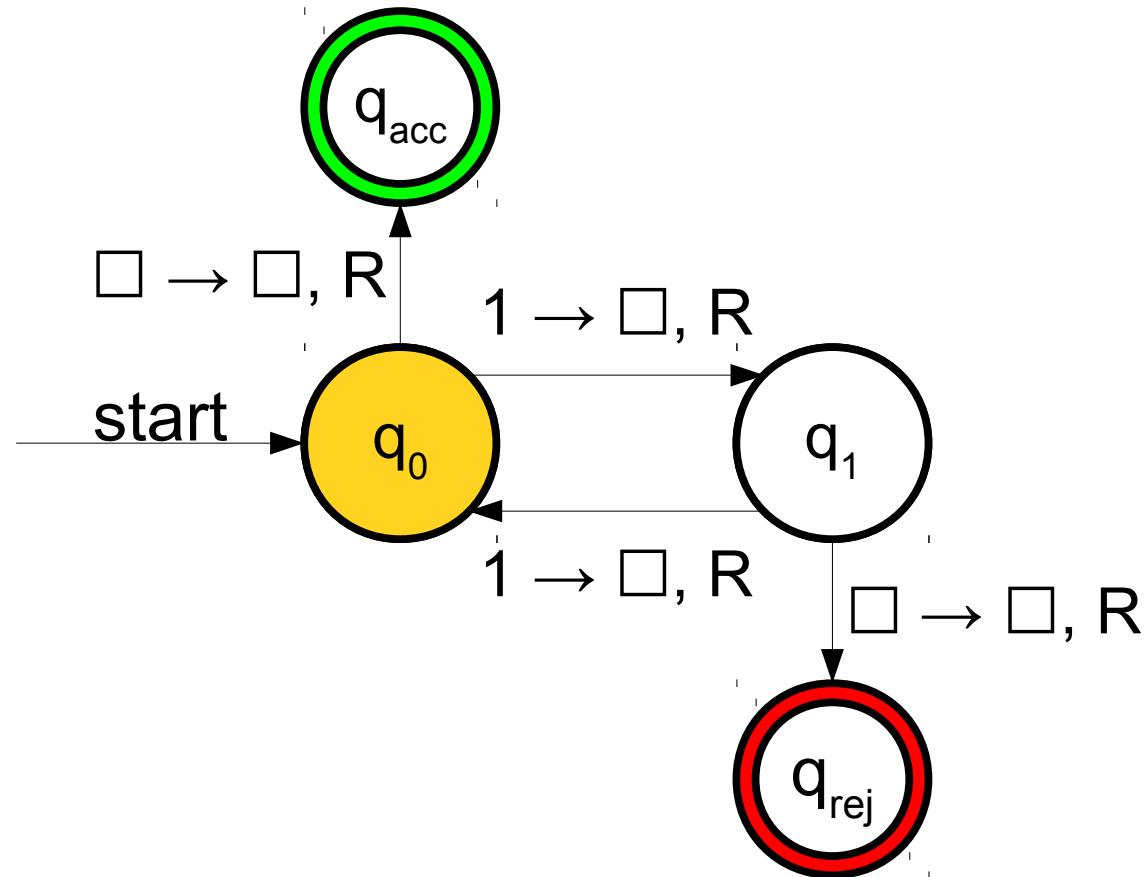 q_acc
□ → □, R
1 → □, R
start
q_0
q_1
1 → □, R
□ → □, R
q_rej